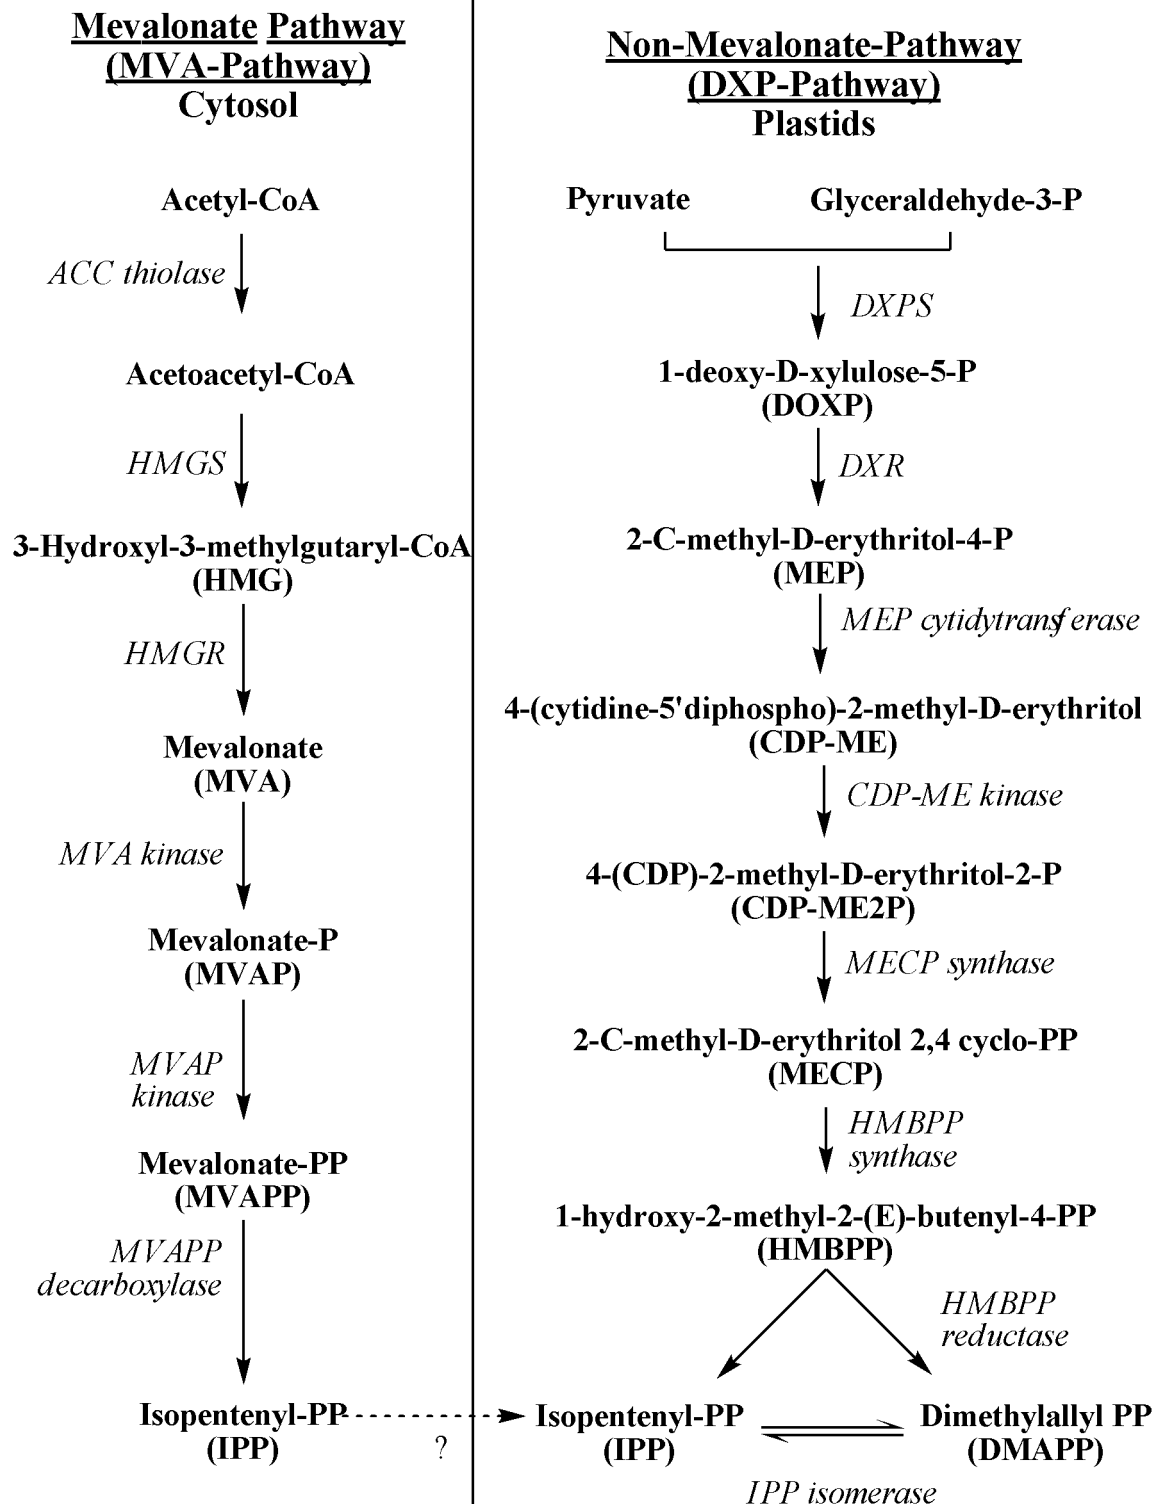 Mevalonate Pathway
(MVA-Pathway)
Cytosol
Acetyl-CoA
ACC thiolase
Acetoacetyl-CoA
HMGS
3-Hydroxyl-3-methylgutaryl-CoA
(HMG)
HMGR
Mevalonate
(MVA)
MVA kinase
Mevalonate-P
(MVAP)
MVAP
kinase
Mevalonate-PP
(MVAPP)
MVAPP
decarboxylase
Isopentenyl-PP
(IPP)
?
Non-Mevalonate-Pathway
(DXP-Pathway)
Plastids
Pyruvate
Glyceraldehyde-3-P
DXPS
1-deoxy-D-xylulose-5-P
(DOXP)
DXR
2-C-methyl-D-erythritol-4-P
(MEP)
MEP cytidytransferase
4-(cytidine-5'diphospho)-2-methyl-D-erythritol
(CDP-ME)
CDP-ME kinase
4-(CDP)-2-methyl-D-erythritol-2-P
(CDP-ME2P)
MECP synthase
2-C-methyl-D-erythritol 2,4 cyclo-PP
(MECP)
HMBPP
synthase
1-hydroxy-2-methyl-2-(E)-butenyl-4-PP
(HMBPP)
HMBPP
reductase
Isopentenyl-PP
(IPP)
Dimethylallyl PP
(DMAPP)
IPP isomerase